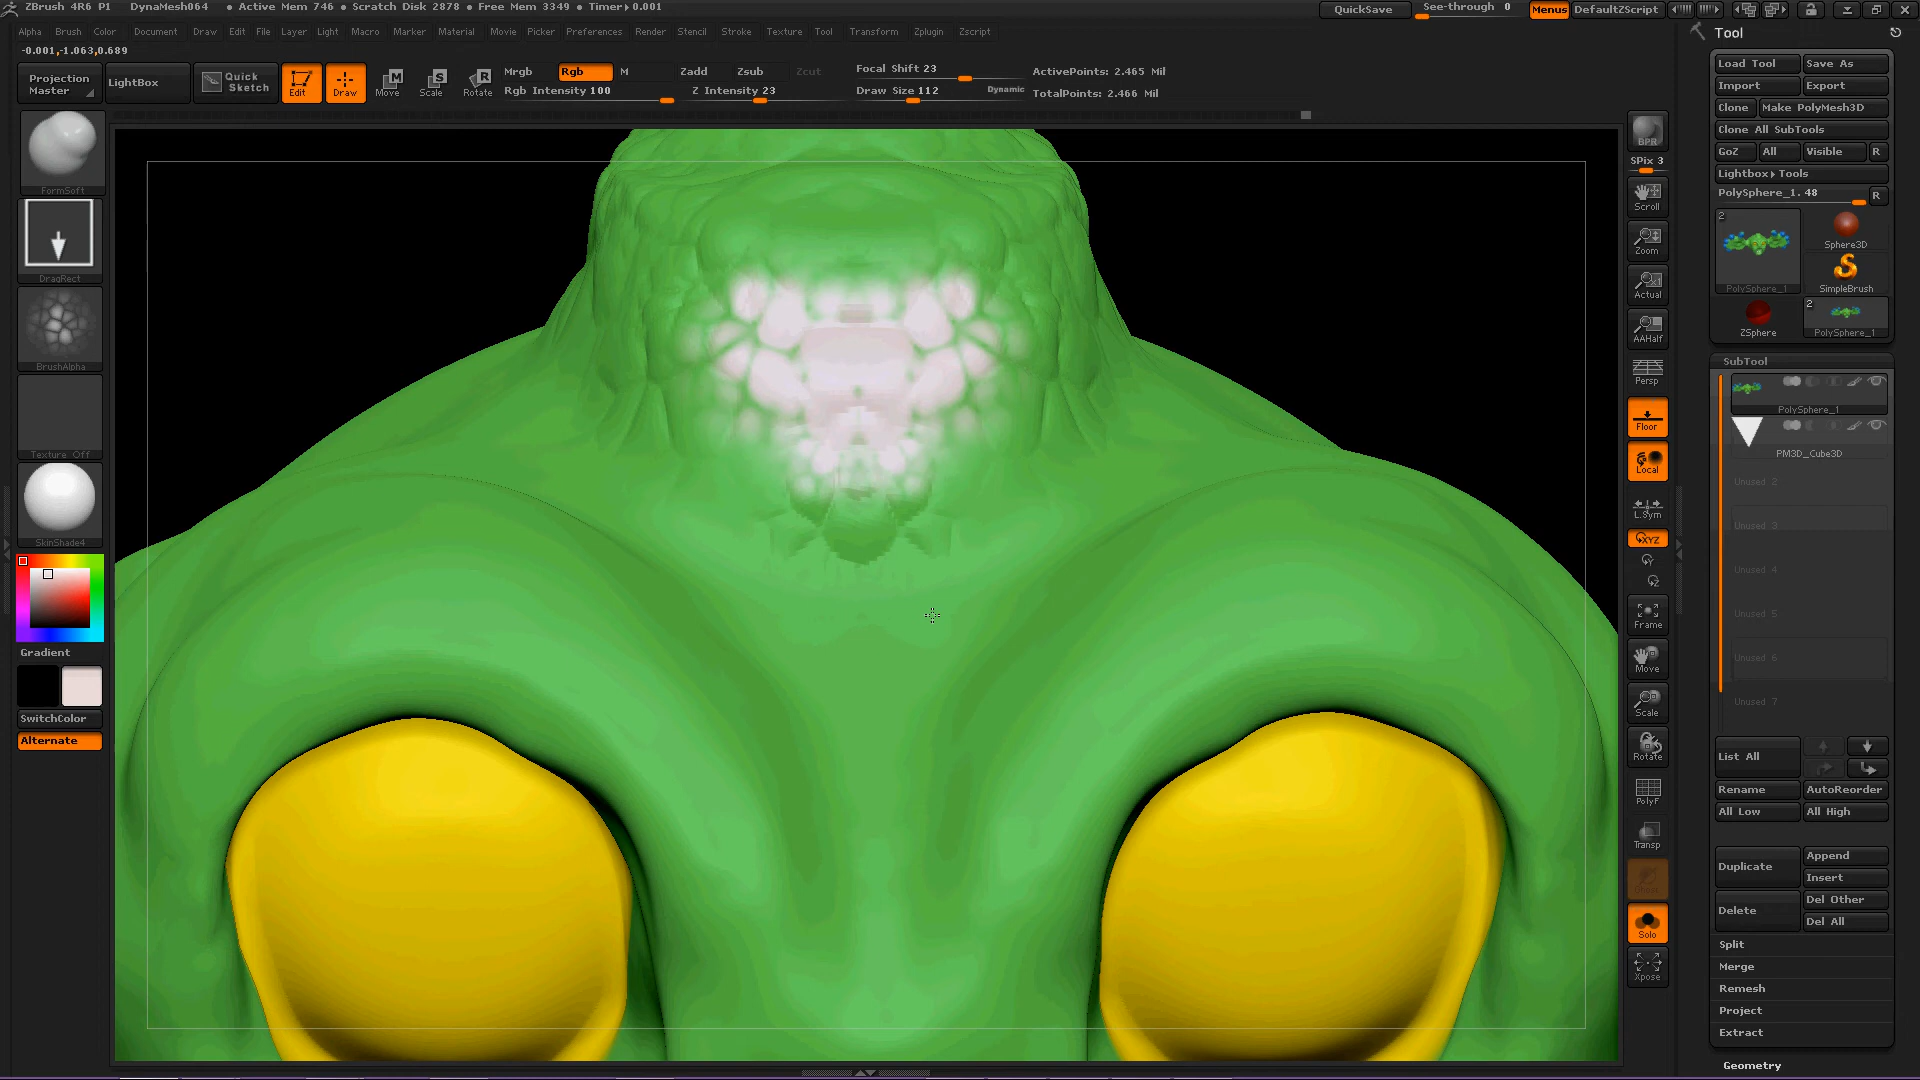 ZBrush 4R6 P1 DynaMesh064 • Active Mem 746 • Scratch Disk 2878 • Free Mem 3349 • Timer▸0.001 QuickSave See-through 0 Menus DefaultZScript
Alpha Brush Color Document Draw Edit File Layer Light Macro Marker Material Movie Picker Preferences Render Stencil Stroke Texture Tool Transform Zplugin Zscript
-0.001,-1.063,0.689
Projection Master
LightBox
Quick Sketch
Edit
Draw
Move
Scale
Rotate
Mrgb Rgb M
Rgb Intensity 100
Zadd Zsub Zcut
Z Intensity 23
Focal Shift 23
Draw Size 112 Dynamic
ActivePoints: 2.465 Mil
TotalPoints: 2.466 Mil
FormSoft
DragRect
BrushAlpha
Texture Off
SkinShade4
Gradient
SwitchColor
Alternate
BPR
SPix 3
Scroll
Zoom
Actual
AAHalf
Persp
Floor
Local
L.Sym
XYZ
Y
Z
Frame
Move
Scale
Rotate
PolyF
Transp
Ghost
Solo
Xpose
Tool
Load Tool Save As
Import Export
Clone Make PolyMesh3D
Clone All SubTools
GoZ All Visible R
Lightbox▸Tools
PolySphere_1. 48 R
2
PolySphere_1
Sphere3D
SimpleBrush
ZSphere
2
PolySphere_1
SubTool
PolySphere_1
PM3D_Cube3D
Unused 2
Unused 3
Unused 4
Unused 5
Unused 6
Unused 7
List All
Rename AutoReorder
All Low All High
Duplicate Append
Insert
Delete Del Other
Del All
Split
Merge
Remesh
Project
Extract
Geometry